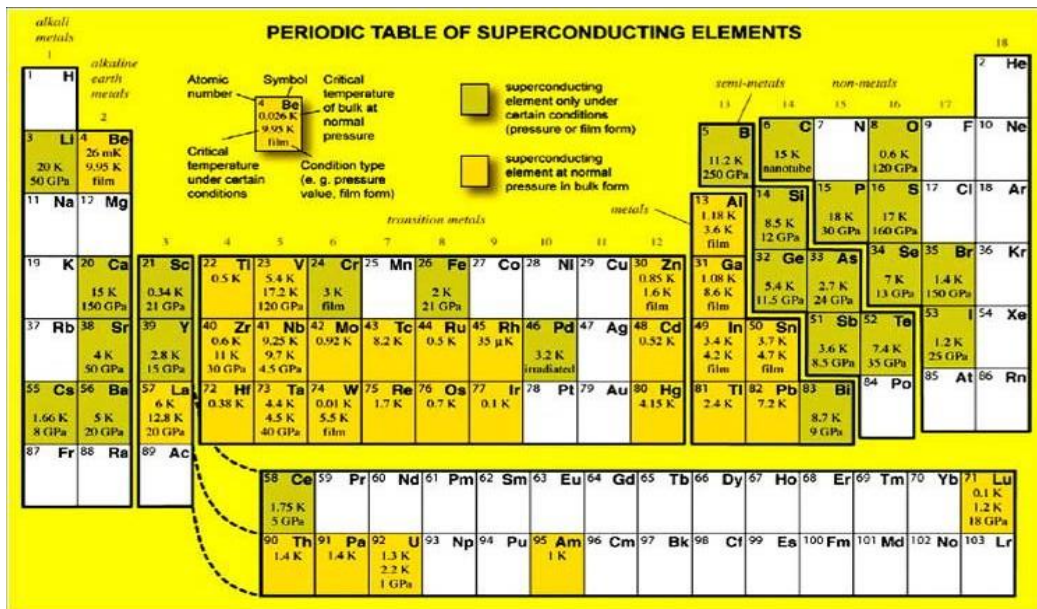 PERIODIC TABLE OF SUPERCONDUCTING ELEMENTS
alkali
metals
1
alkaline
earth
metals
2
Atomic
number
Symbol
Critical
temperature
of bulk at
normal
pressure
4 Be
0.026 K
9.95 K
film
Critical
temperature
under certain
conditions
Condition type
(e. g. pressure
value, film form)
superconducting
element only under
certain conditions
(pressure or film form)
superconducting
element at normal
pressure in bulk form
semi-metals
non-metals
metals
transition metals
18
13 14 15 16 17
3 4 5 6 7 8 9 10 11 12
1 H
2 He
3 Li
20 K
50 GPa
4 Be
26 mK
9.95 K
film
5 B
11.2 K
250 GPa
6 C
15 K
nanotube
7 N
8 O
0.6 K
120 GPa
9 F
10 Ne
11 Na
12 Mg
13 Al
1.18 K
3.6 K
film
14 Si
8.5 K
12 GPa
15 P
18 K
30 GPa
16 S
17 K
160 GPa
17 Cl
18 Ar
19 K
20 Ca
15 K
150 GPa
21 Sc
0.34 K
21 GPa
22 Ti
0.5 K
23 V
5.4 K
17.2 K
120 GPa
24 Cr
3 K
film
25 Mn
26 Fe
2 K
21 GPa
27 Co
28 Ni
29 Cu
30 Zn
0.85 K
1.6 K
film
31 Ga
1.08 K
8.6 K
film
32 Ge
5.4 K
11.5 GPa
33 As
2.7 K
24 GPa
34 Se
7 K
13 GPa
35 Br
1.4 K
150 GPa
36 Kr
37 Rb
38 Sr
4 K
50 GPa
39 Y
2.8 K
15 GPa
40 Zr
0.6 K
11 K
30 GPa
41 Nb
9.25 K
9.7 K
4.5 GPa
42 Mo
0.92 K
43 Tc
8.2 K
44 Ru
0.5 K
45 Rh
35 µK
46 Pd
3.2 K
irradiated
47 Ag
48 Cd
0.52 K
49 In
3.4 K
4.2 K
film
50 Sn
3.7 K
4.7 K
film
51 Sb
3.6 K
8.5 GPa
52 Te
7.4 K
35 GPa
53 I
1.2 K
25 GPa
54 Xe
55 Cs
1.66 K
8 GPa
56 Ba
5 K
20 GPa
57 La
6 K
12.8 K
20 GPa
72 Hf
0.38 K
73 Ta
4.4 K
4.5 K
40 GPa
74 W
0.01 K
5.5 K
film
75 Re
1.7 K
76 Os
0.7 K
77 Ir
0.1 K
78 Pt
79 Au
80 Hg
4.15 K
81 Tl
2.4 K
82 Pb
7.2 K
83 Bi
8.7 K
9 GPa
84 Po
85 At
86 Rn
87 Fr
88 Ra
89 Ac
58 Ce
1.75 K
5 GPa
59 Pr
60 Nd
61 Pm
62 Sm
63 Eu
64 Gd
65 Tb
66 Dy
67 Ho
68 Er
69 Tm
70 Yb
71 Lu
0.1 K
1.2 K
18 GPa
90 Th
1.4 K
91 Pa
1.4 K
92 U
1.3 K
2.2 K
1 GPa
93 Np
94 Pu
95 Am
1 K
96 Cm
97 Bk
98 Cf
99 Es
100 Fm
101 Md
102 No
103 Lr